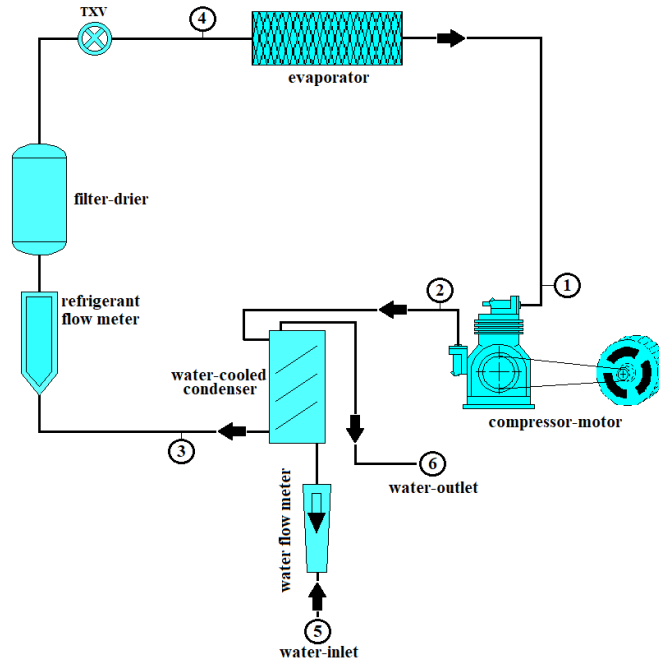 TXV
4
evaporator
filter-drier
1
2
refrigerant
flow meter
water-cooled
condenser
compressor-motor
3
6
water-outlet
water flow meter
5
water-inlet